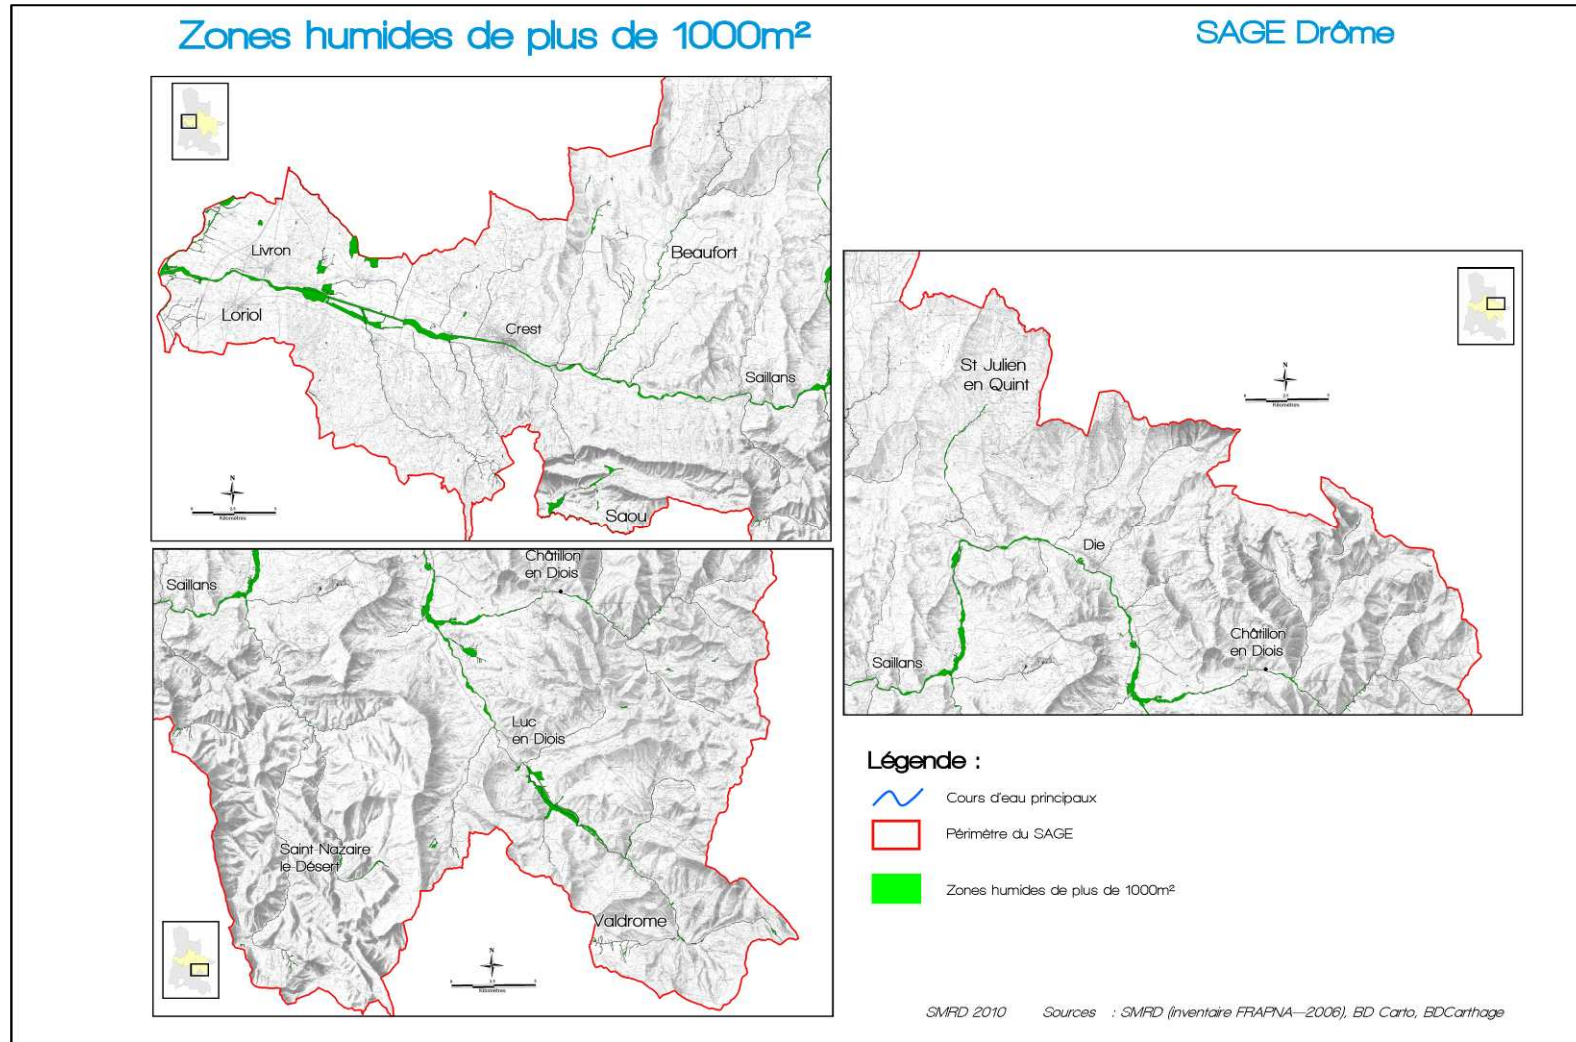 Zones humides de plus de 1000m²
SAGE Drôme
Livron
Loriol
Crest
Beaufort
Saillans
Saou
N
Kilomètres
St Julien
en Quint
Die
Châtillon
en Diois
Saillans
N
Kilomètres
Saillans
Châtillon
en Diois
Luc
en Diois
Saint Nazaire
le Désert
Valdrome
N
Kilomètres
Légende :
Cours d'eau principaux
Périmètre du SAGE
Zones humides de plus de 1000m²
SMRD 2010 Sources : SMRD (inventaire FRAPNA—2006), BD Carto, BDCarthage